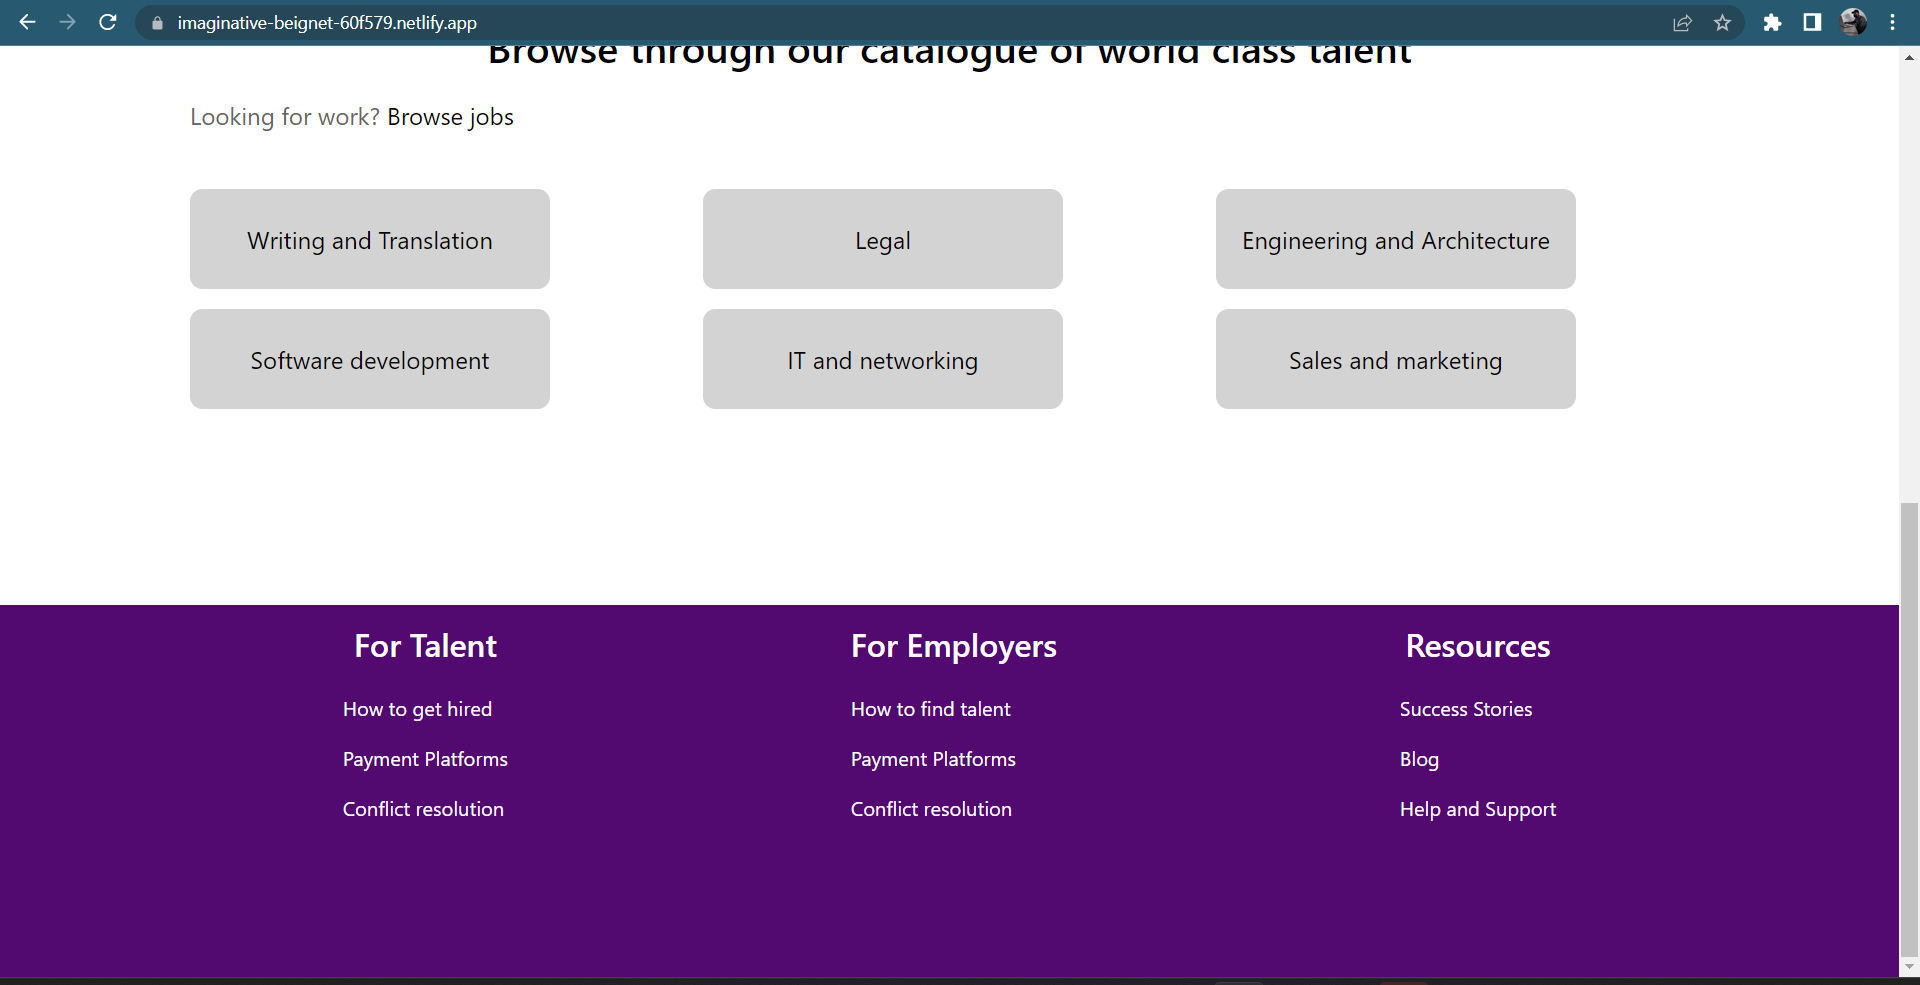 imaginative-beignet-60f579.netlify.app
Browse through our catalogue of world class talent
Looking for work? Browse jobs
Writing and Translation
Legal
Engineering and Architecture
Software development
IT and networking
Sales and marketing
For Talent
How to get hired
Payment Platforms
Conflict resolution
For Employers
How to find talent
Payment Platforms
Conflict resolution
Resources
Success Stories
Blog
Help and Support